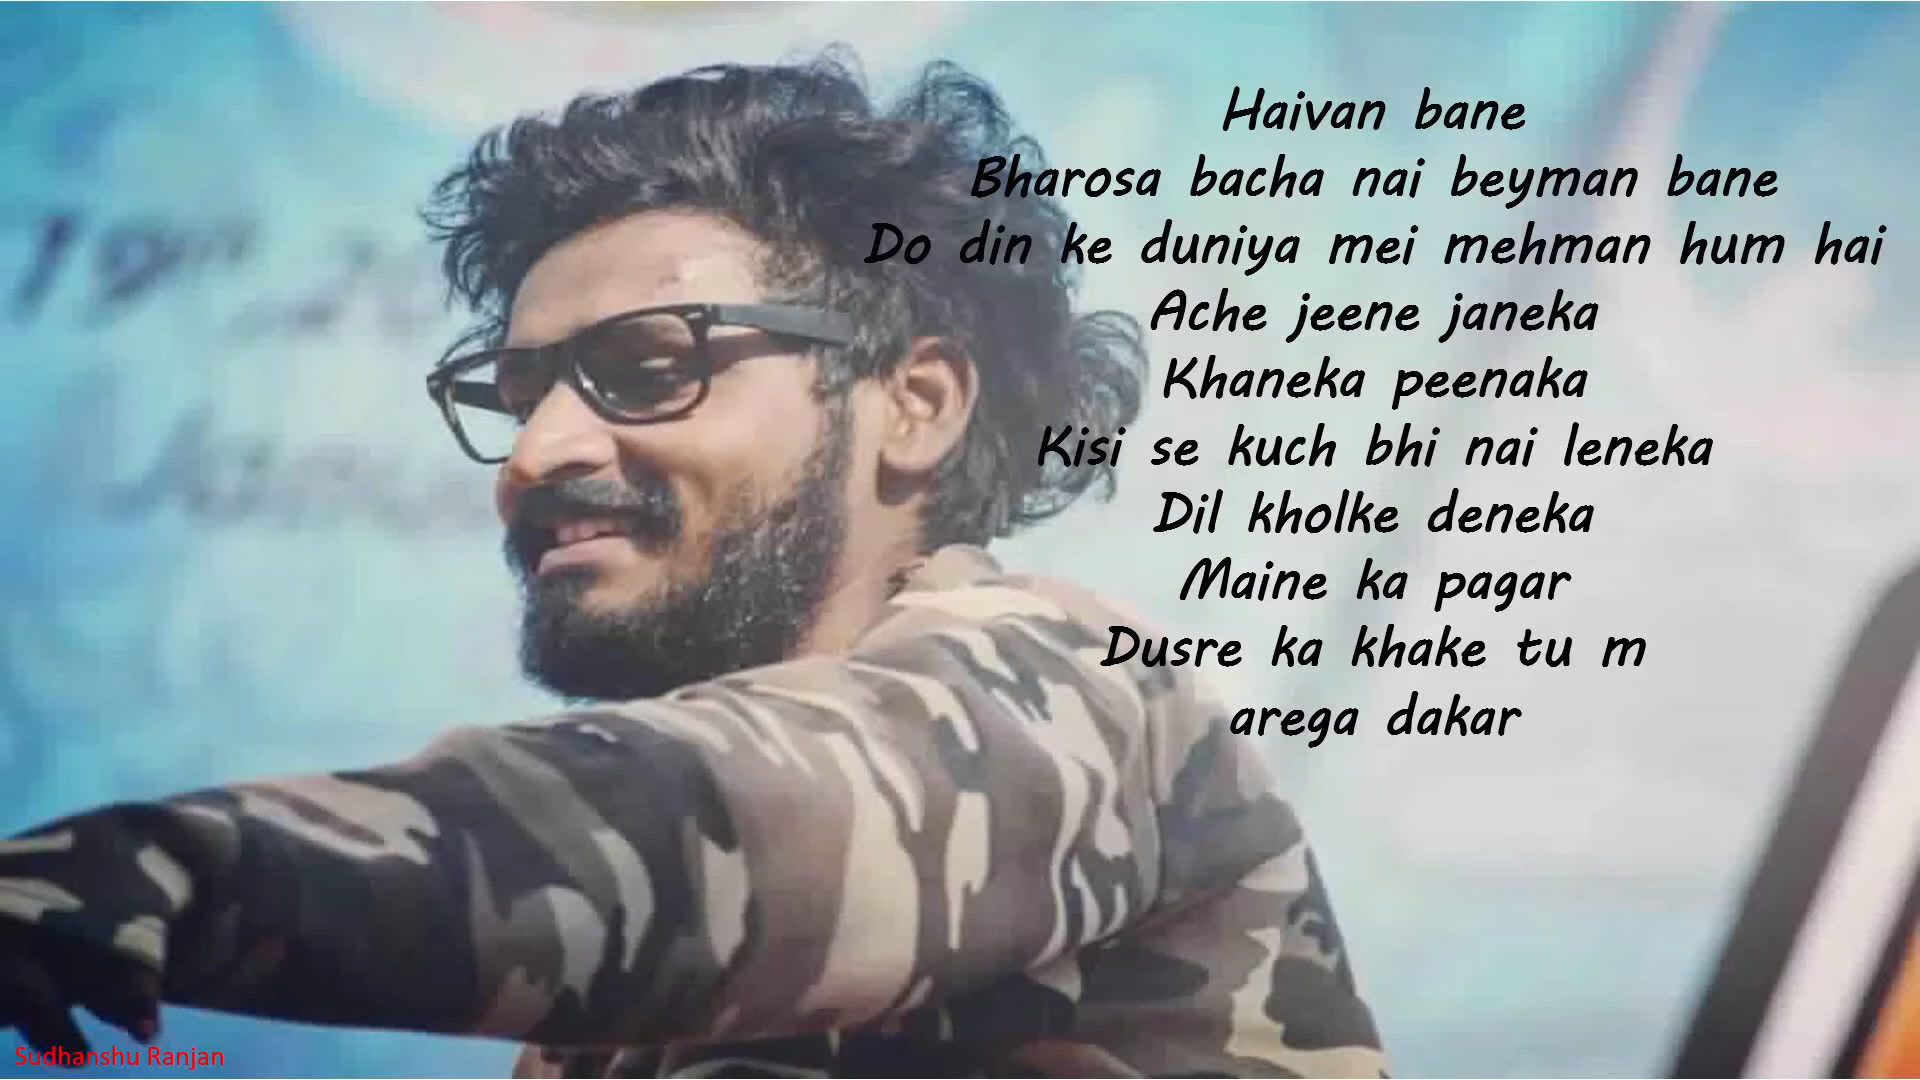 Haivan bane
Bharosa bacha nai beyman bane
Do din ke duniya mei mehman hum hai
Ache jeene janeka
Khaneka peenaka
Kisi se kuch bhi nai leneka
Dil kholke deneka
Maine ka pagar
Dusre ka khake tu m
arega dakar
Sudhanshu Ranjan